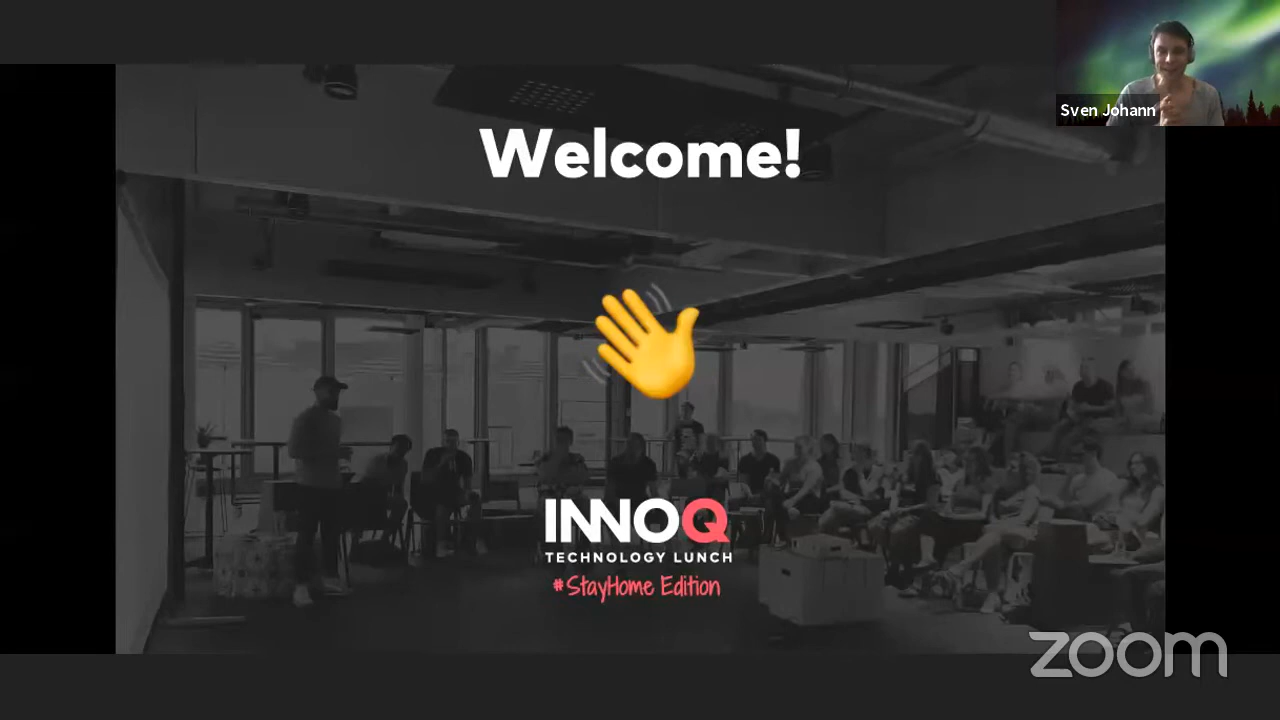 Sven Johann
Welcome!
INNOQ
TECHNOLOGY LUNCH
#StayHome Edition
zoom